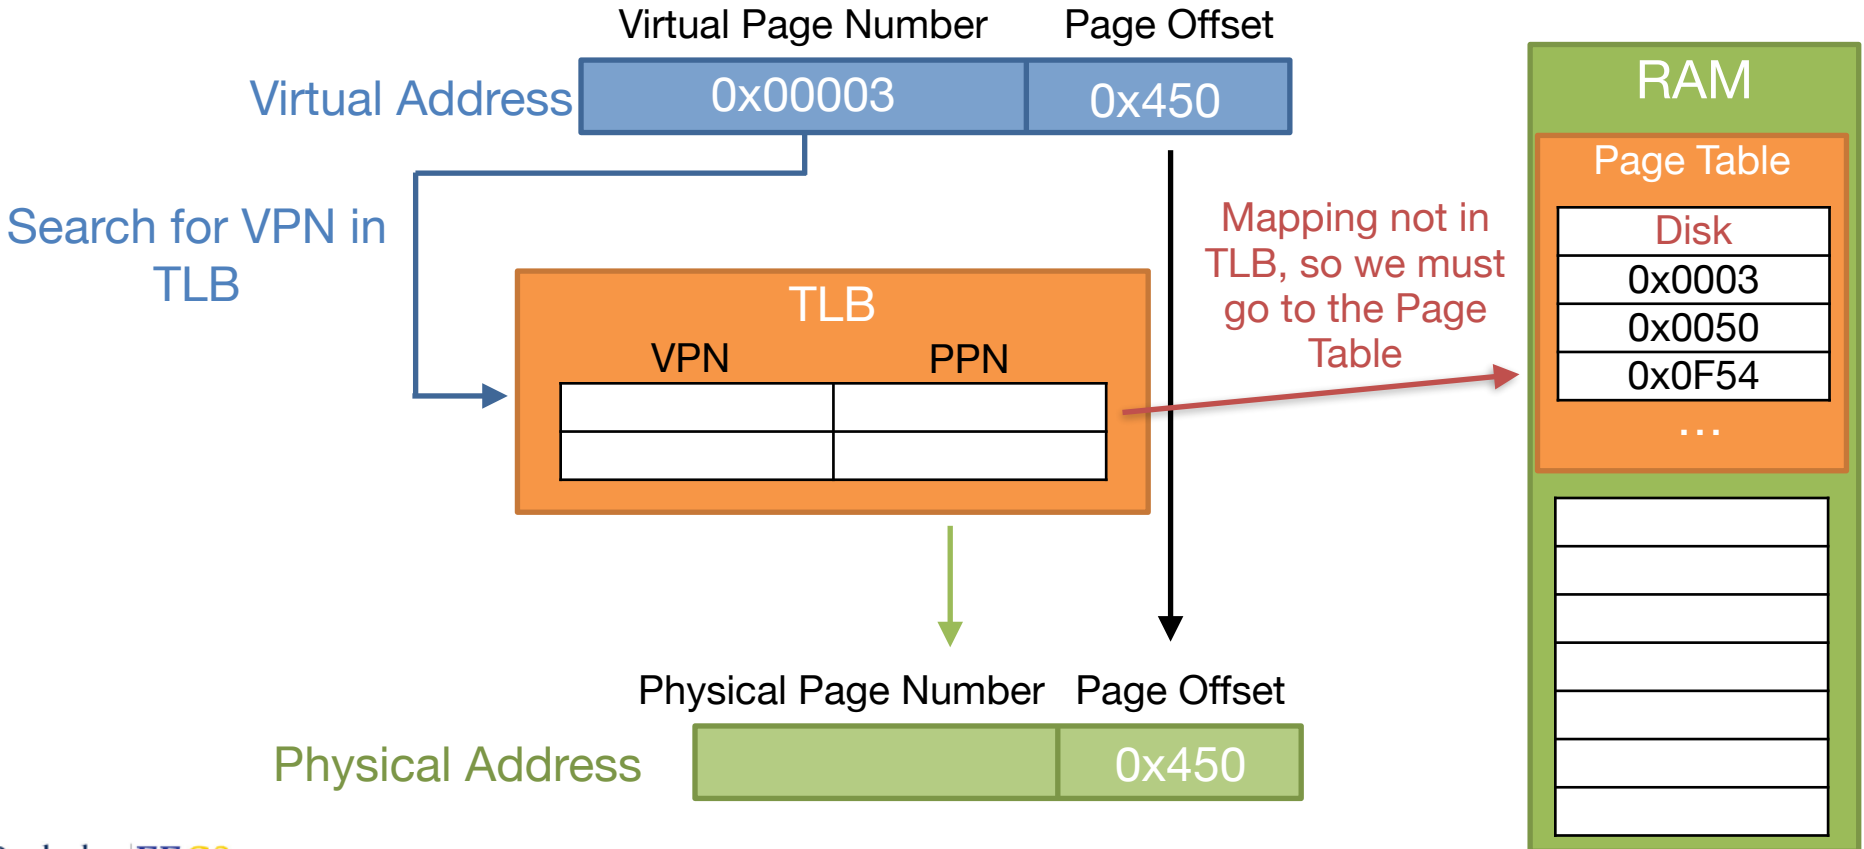 Virtual Page Number Page Offset
Virtual Address 0x00003 0x450
Search for VPN in
TLB
TLB
VPN PPN
Mapping not in
TLB, so we must
go to the Page
Table
RAM
Page Table
Disk
0x0003
0x0050
0x0F54
...
Physical Page Number Page Offset
Physical Address 0x450